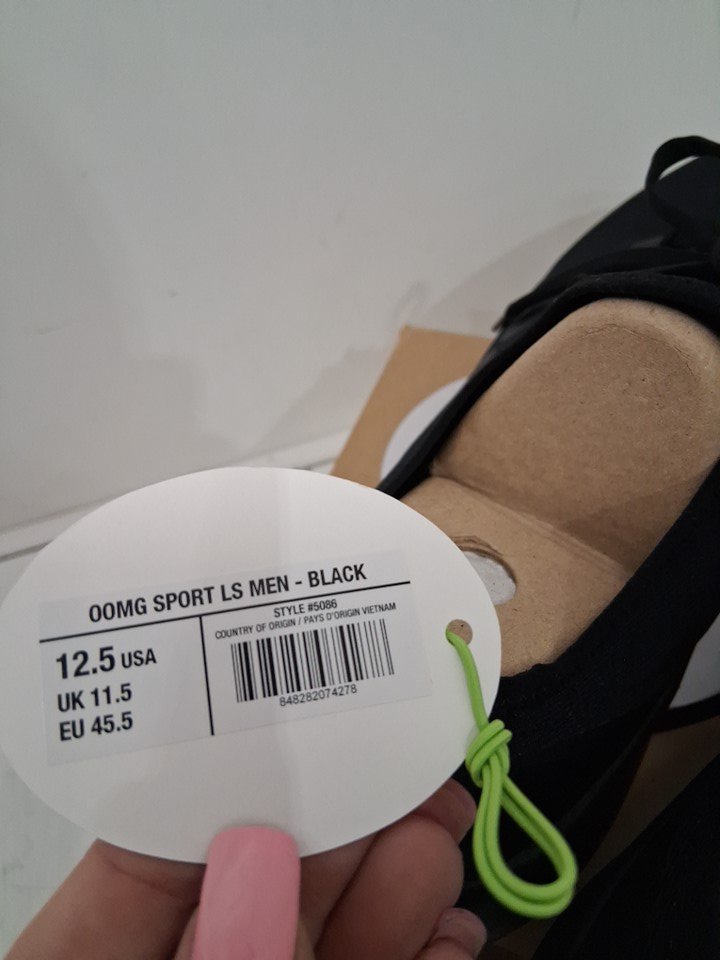 OOMG SPORT LS MEN - BLACK
12.5 USA
UK 11.5
EU 45.5
STYLE #5086
COUNTRY OF ORIGIN / PAYS D'ORIGIN VIETNAM
848282074278